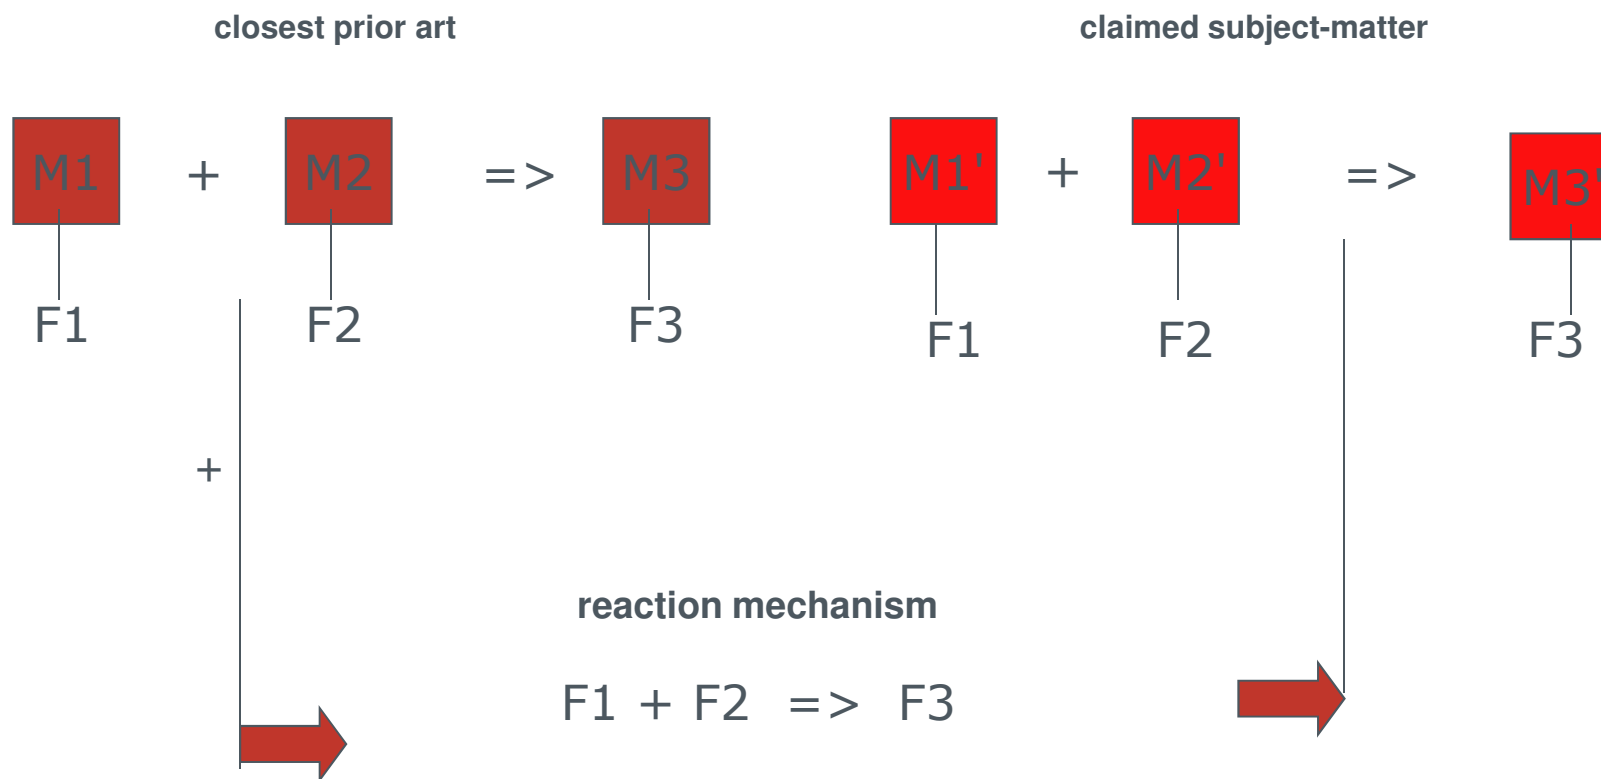 closest prior art
claimed subject-matter
M1 + M2 => M3
M1' + M2' => M3'
F1 F2 F3
F1 F2 F3
+
reaction mechanism
F1 + F2 => F3